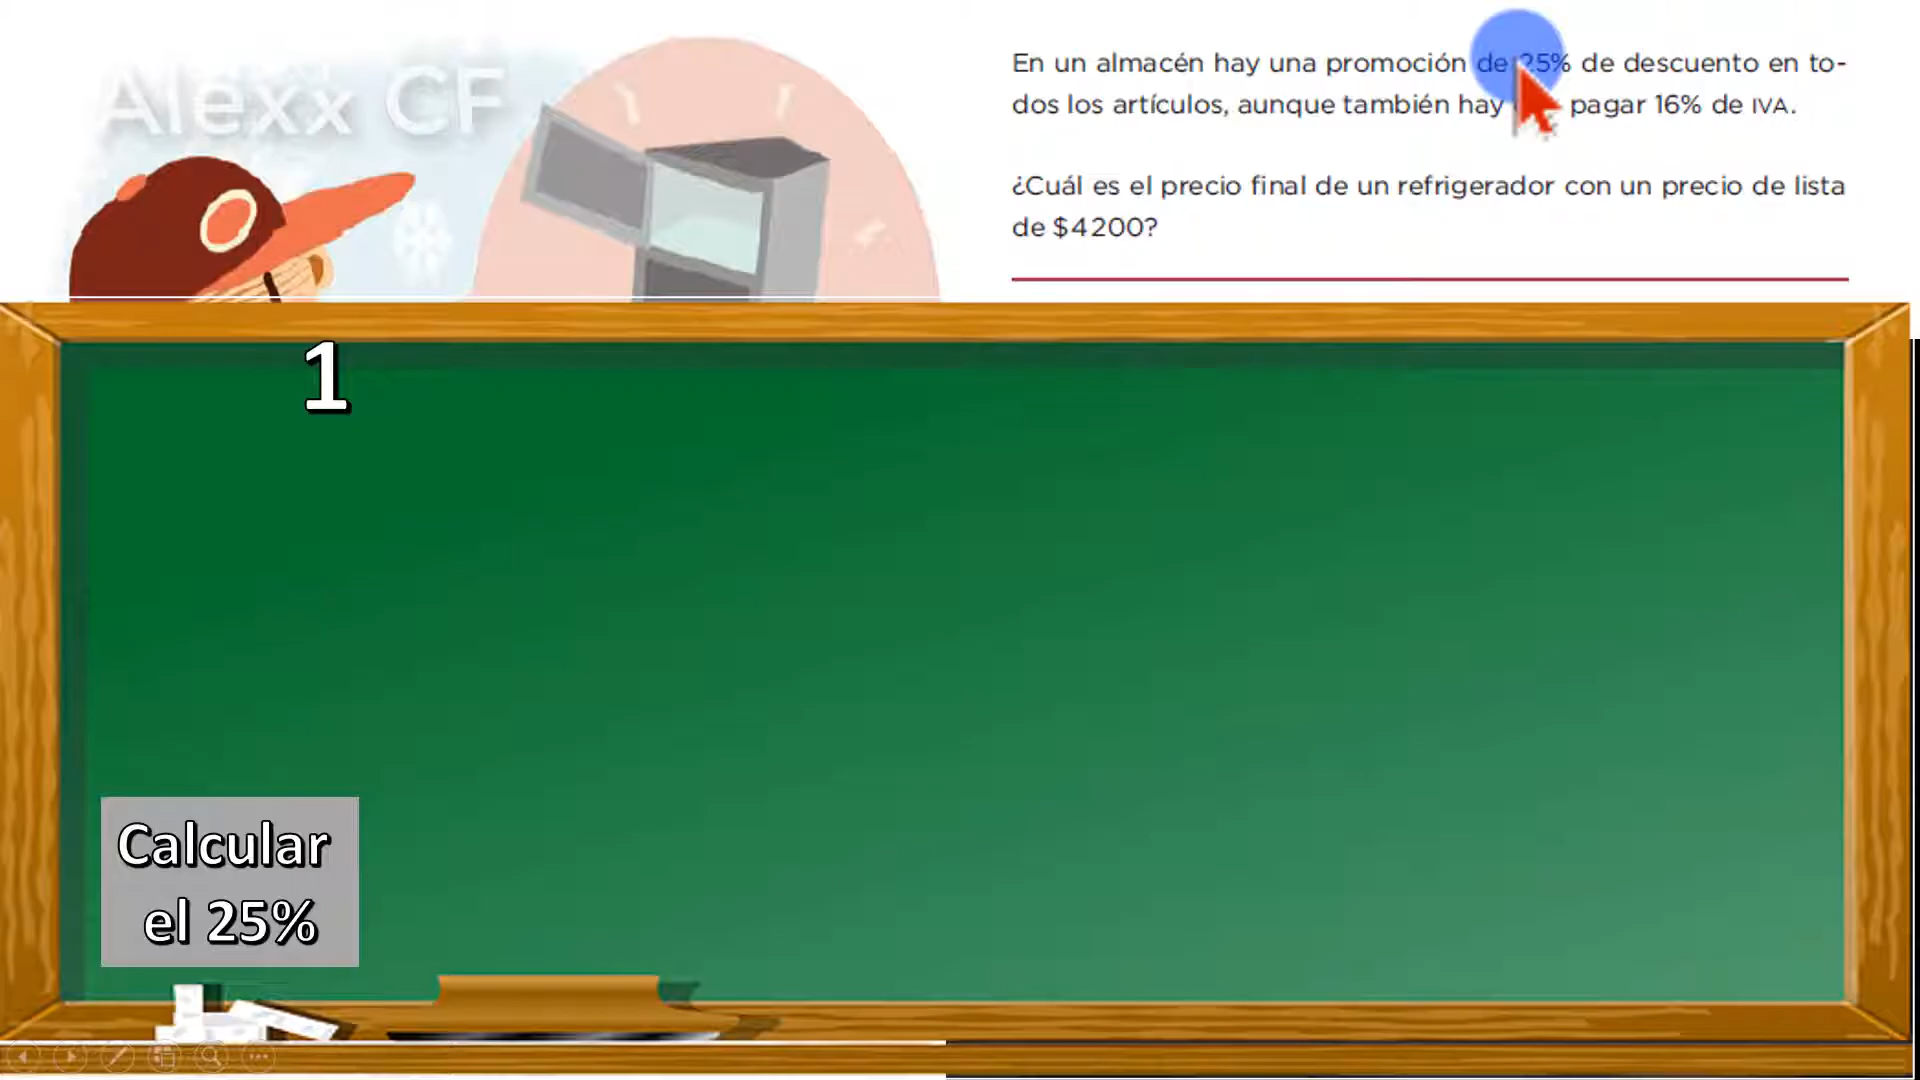 Alexx CF
En un almacén hay una promoción de 25% de descuento en to-
dos los artículos, aunque también hay pagar 16% de IVA.
¿Cuál es el precio final de un refrigerador con un precio de lista
de $4200?
1
Calcular
el 25%